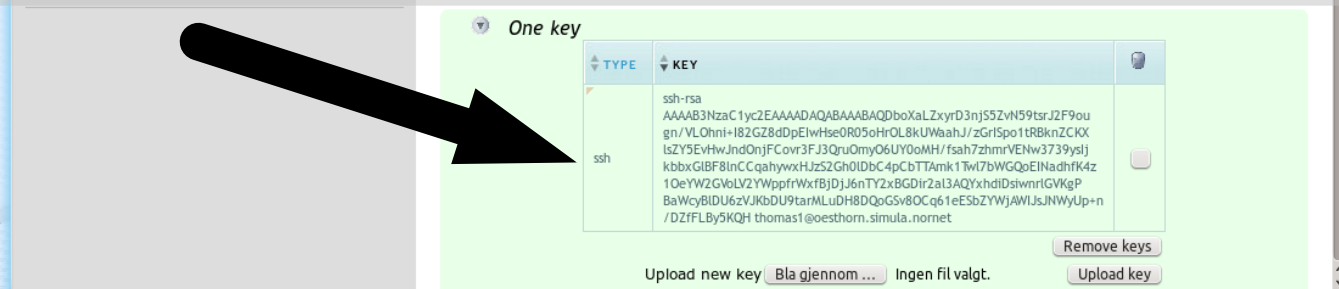 One key
TYPE KEY
ssh-rsa
AAAAB3NzaC1yc2EAAAADAQABAAABAQDboXaLZxyrD3njS5ZvN59tsrJ2F9ou
gn/VLOhni+I82GZ8dDpEIwHse0R05oHrOL8kUWaahJ/zGrISpo1tRBknZCKX
lsZY5EvHwJndOnjFCovr3FJ3QruOmyO6UY0oMH/fsah7zhmrVENw3739yslj
ssh
kbbxGlBF8lnCCqahywxHJzS2Gh0lDbC4pCbTTAmk1Twl7bWGQoEINadhfK4z
1OeYW2GVoLV2YWppfrWxfBjDjJ6nTY2xBGDir2al3AQYxhdiDsiwnrlGVKgP
BaWcyBlDU6zVJKbDU9tarMLuDH8DQoGSv8OCq61eESbZYWjAWIJsJNWyUp+n
/DZfFLBy5KQH thomas1@oesthorn.simula.nornet
Remove keys
Upload new key Bla gjennom ... Ingen fil valgt. Upload key